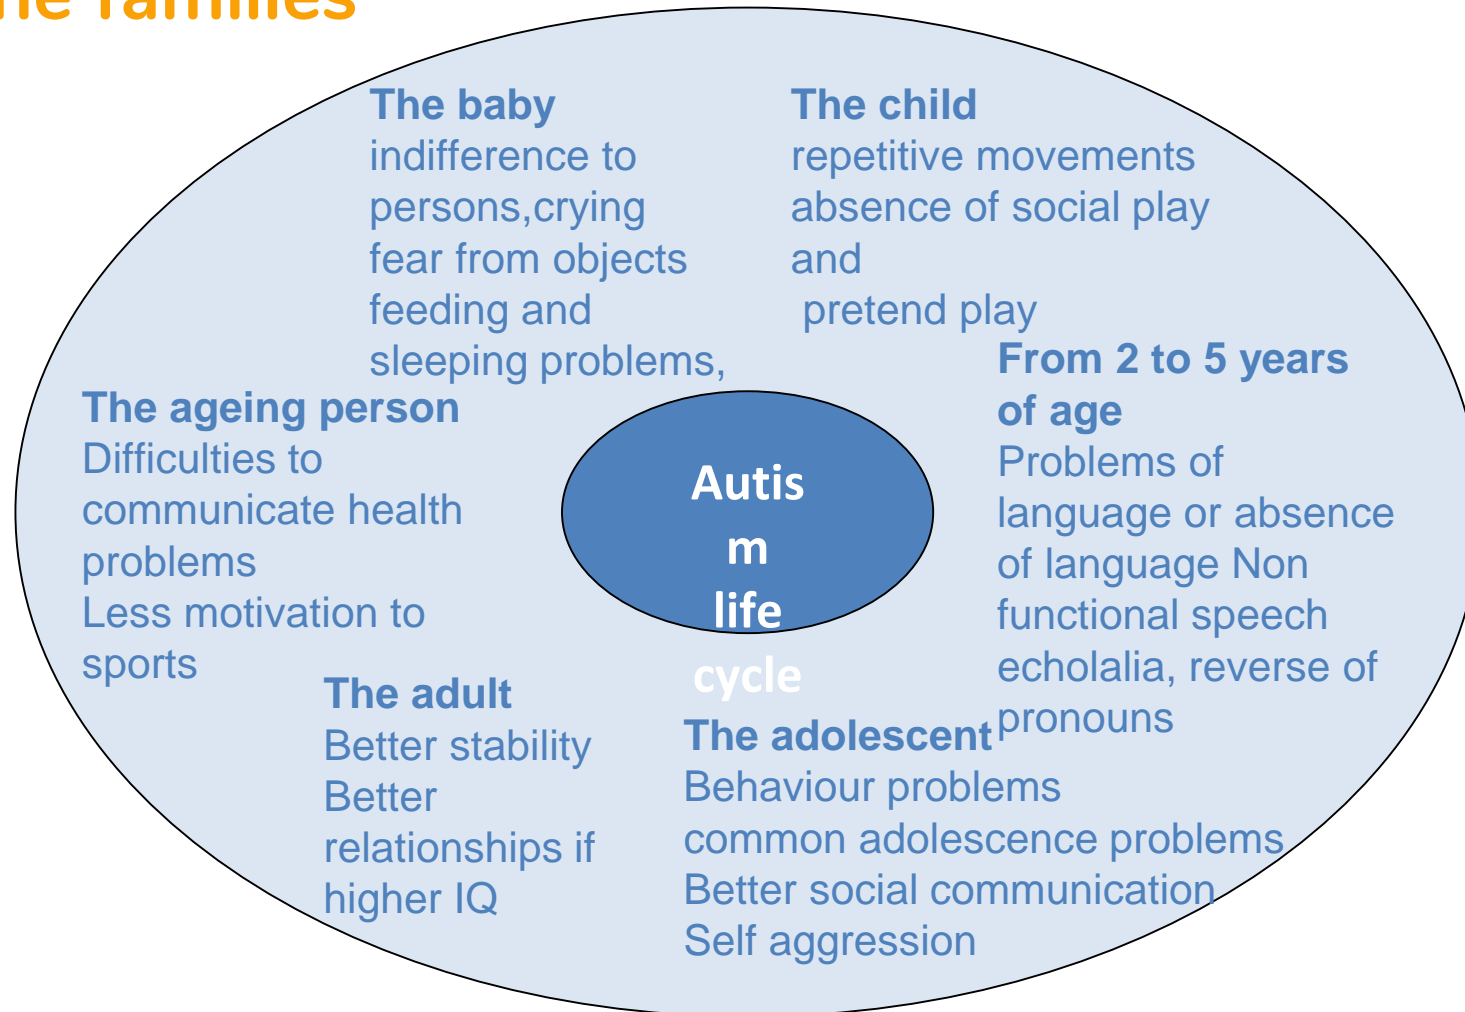 families
The baby
indifference to
persons,crying
fear from objects
feeding and
sleeping problems,
The child
repetitive movements
absence of social play
and
pretend play
From 2 to 5 years
of age
Problems of
language or absence
of language Non
functional speech
echolalia, reverse of
pronouns
The adolescent
Behaviour problems
common adolescence problems
Better social communication
Self aggression
The adult
Better stability
Better
relationships if
higher IQ
The ageing person
Difficulties to
communicate health
problems
Less motivation to
sports
Autis
m
life
cycle